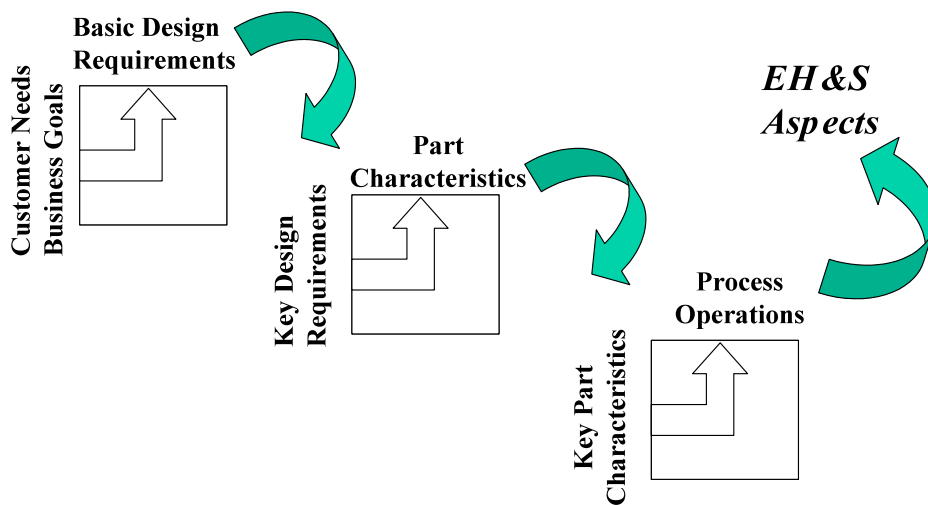 Basic Design
Requirements
Customer Needs
Business Goals
EH&S
Aspects
Part
Characteristics
Key Design
Requirements
Process
Operations
Key Part
Characteristics